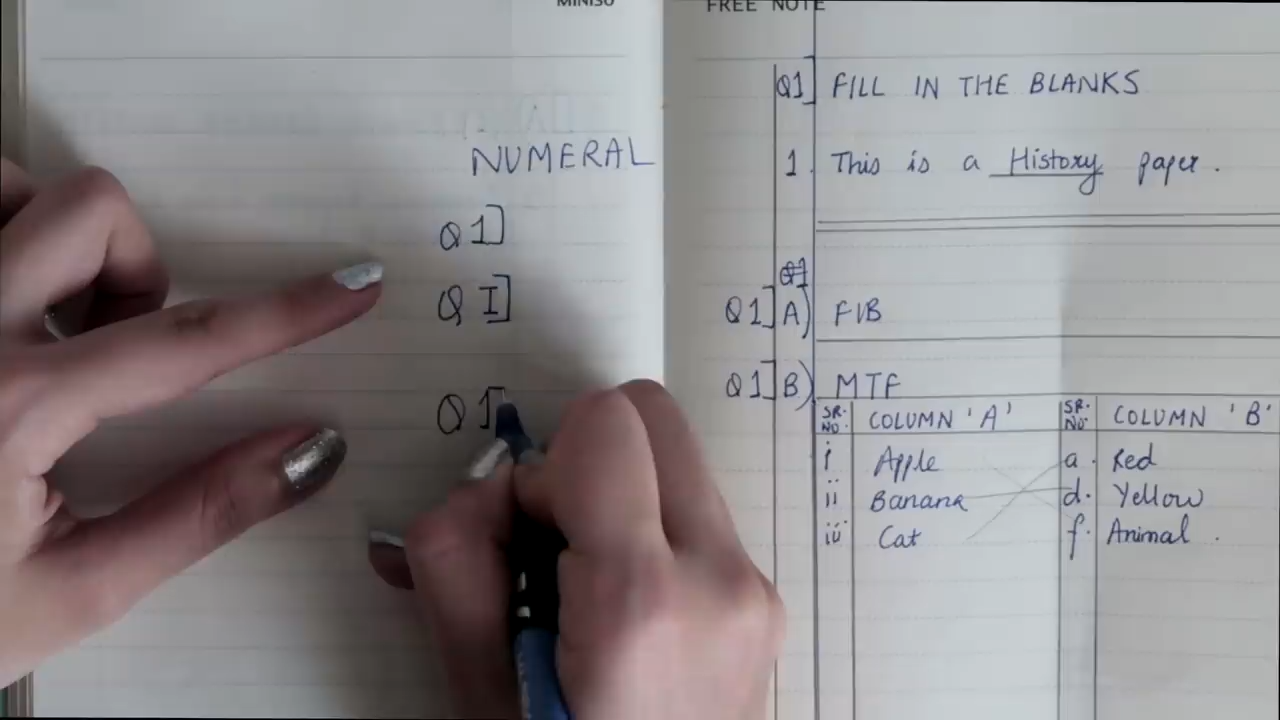 MINISO
NUMERAL
Q 1]
Q I]
Q 1]
FREE NOTE
Q1] FILL IN THE BLANKS
1. This is a History paper.
Q1
Q1] A) FIB
Q1] B) MTF
SR. NO. COLUMN 'A' SR. NO. COLUMN 'B'
i Apple a. Red
ii Banana d. Yellow
iii Cat f. Animal.